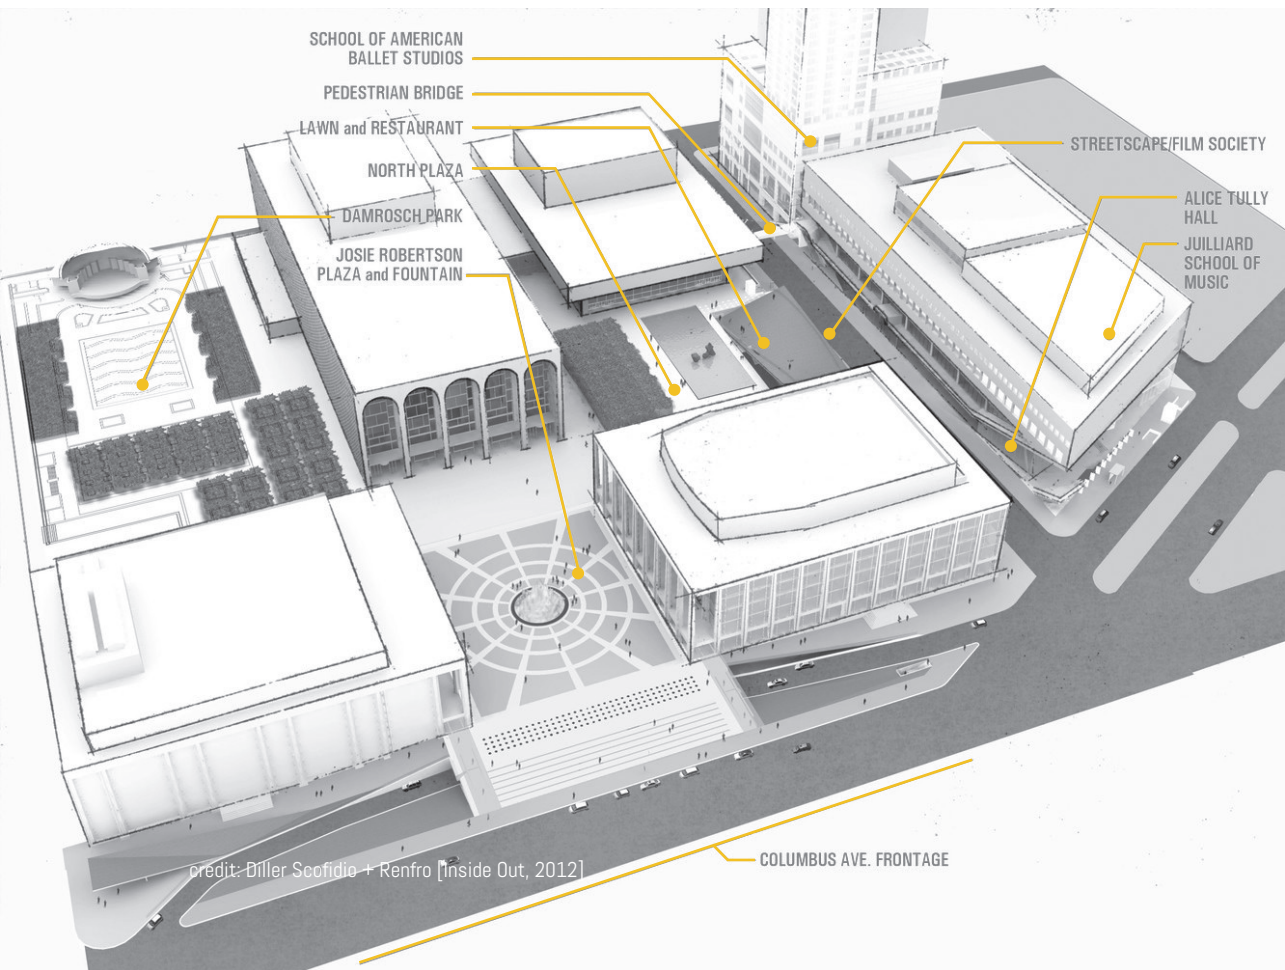 SCHOOL OF AMERICAN
BALLET STUDIOS
PEDESTRIAN BRIDGE
LAWN and RESTAURANT
NORTH PLAZA
DAMROSCH PARK
JOSIE ROBERTSON
PLAZA and FOUNTAIN
STREETSCAPE/FILM SOCIETY
ALICE TULLY
HALL
JUILLIARD
SCHOOL OF
MUSIC
COLUMBUS AVE. FRONTAGE
credit: Diller Scofidio + Renfro [Inside Out, 2012]